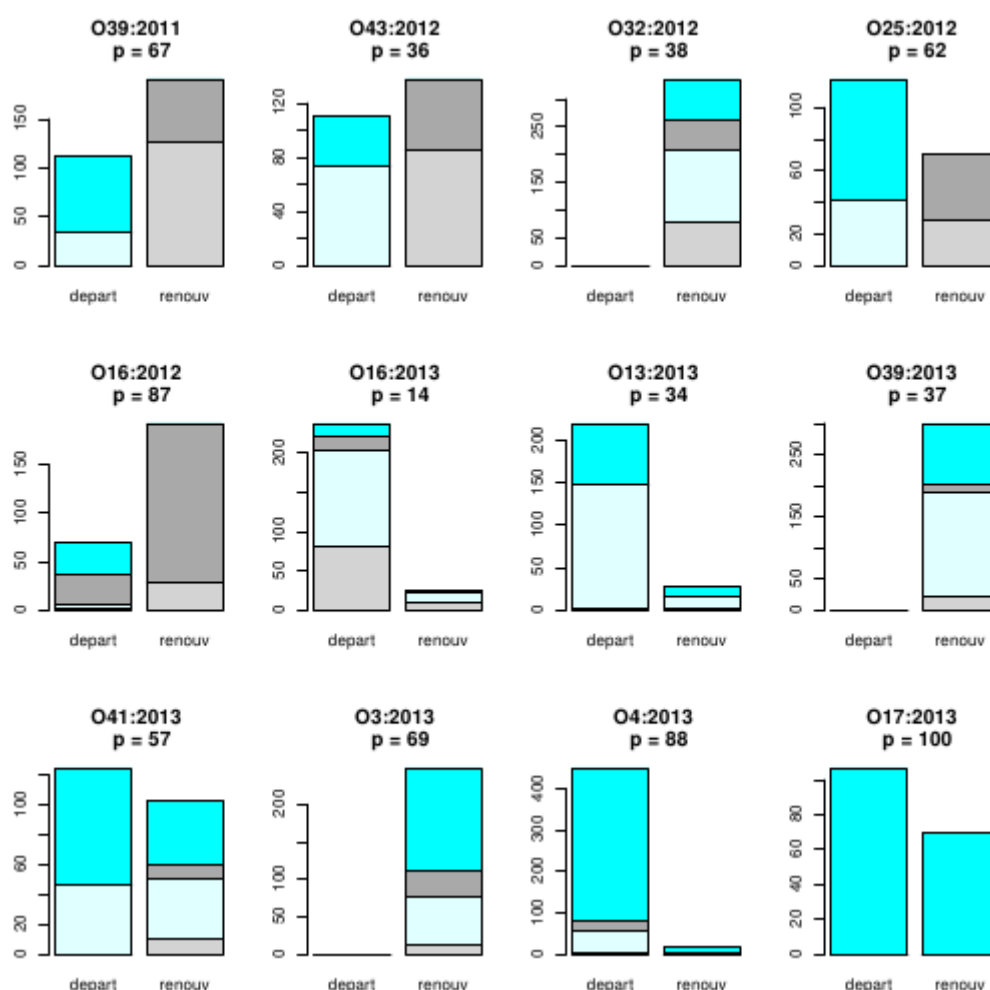 O39:2011
p = 67
O43:2012
p = 36
O32:2012
p = 38
O25:2012
p = 62
0 50 100 150
depart renouv
0 40 80 120
depart renouv
0 50 150 250
depart renouv
0 20 60 100
depart renouv
O16:2012
p = 87
O16:2013
p = 14
O13:2013
p = 34
O39:2013
p = 37
0 50 100 150
depart renouv
0 50 100 200
depart renouv
0 50 100 150 200
depart renouv
0 50 150 250
depart renouv
O41:2013
p = 57
O3:2013
p = 69
O4:2013
p = 88
O17:2013
p = 100
0 20 60 100
depart renouv
0 50 100 200
depart renouv
0 100 200 300 400
depart renouv
0 20 40 60 80
depart renouv